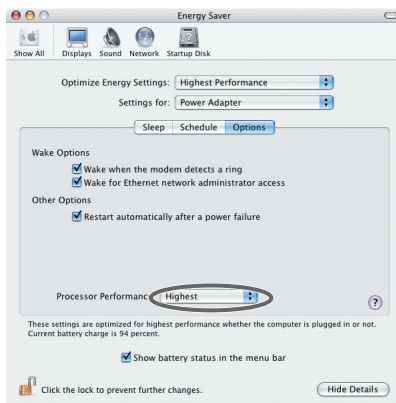 Energy Saver
Show All Displays Sound Network Startup Disk
Optimize Energy Settings: Highest Performance
Settings for: Power Adapter
Sleep Schedule Options
Wake Options
Wake when the modem detects a ring
Wake for Ethernet network administrator access
Other Options
Restart automatically after a power failure
Processor Performance: Highest
?
These settings are optimized for highest performance whether the computer is plugged in or not.
Current battery charge is 94 percent.
Show battery status in the menu bar
Click the lock to prevent further changes. Hide Details